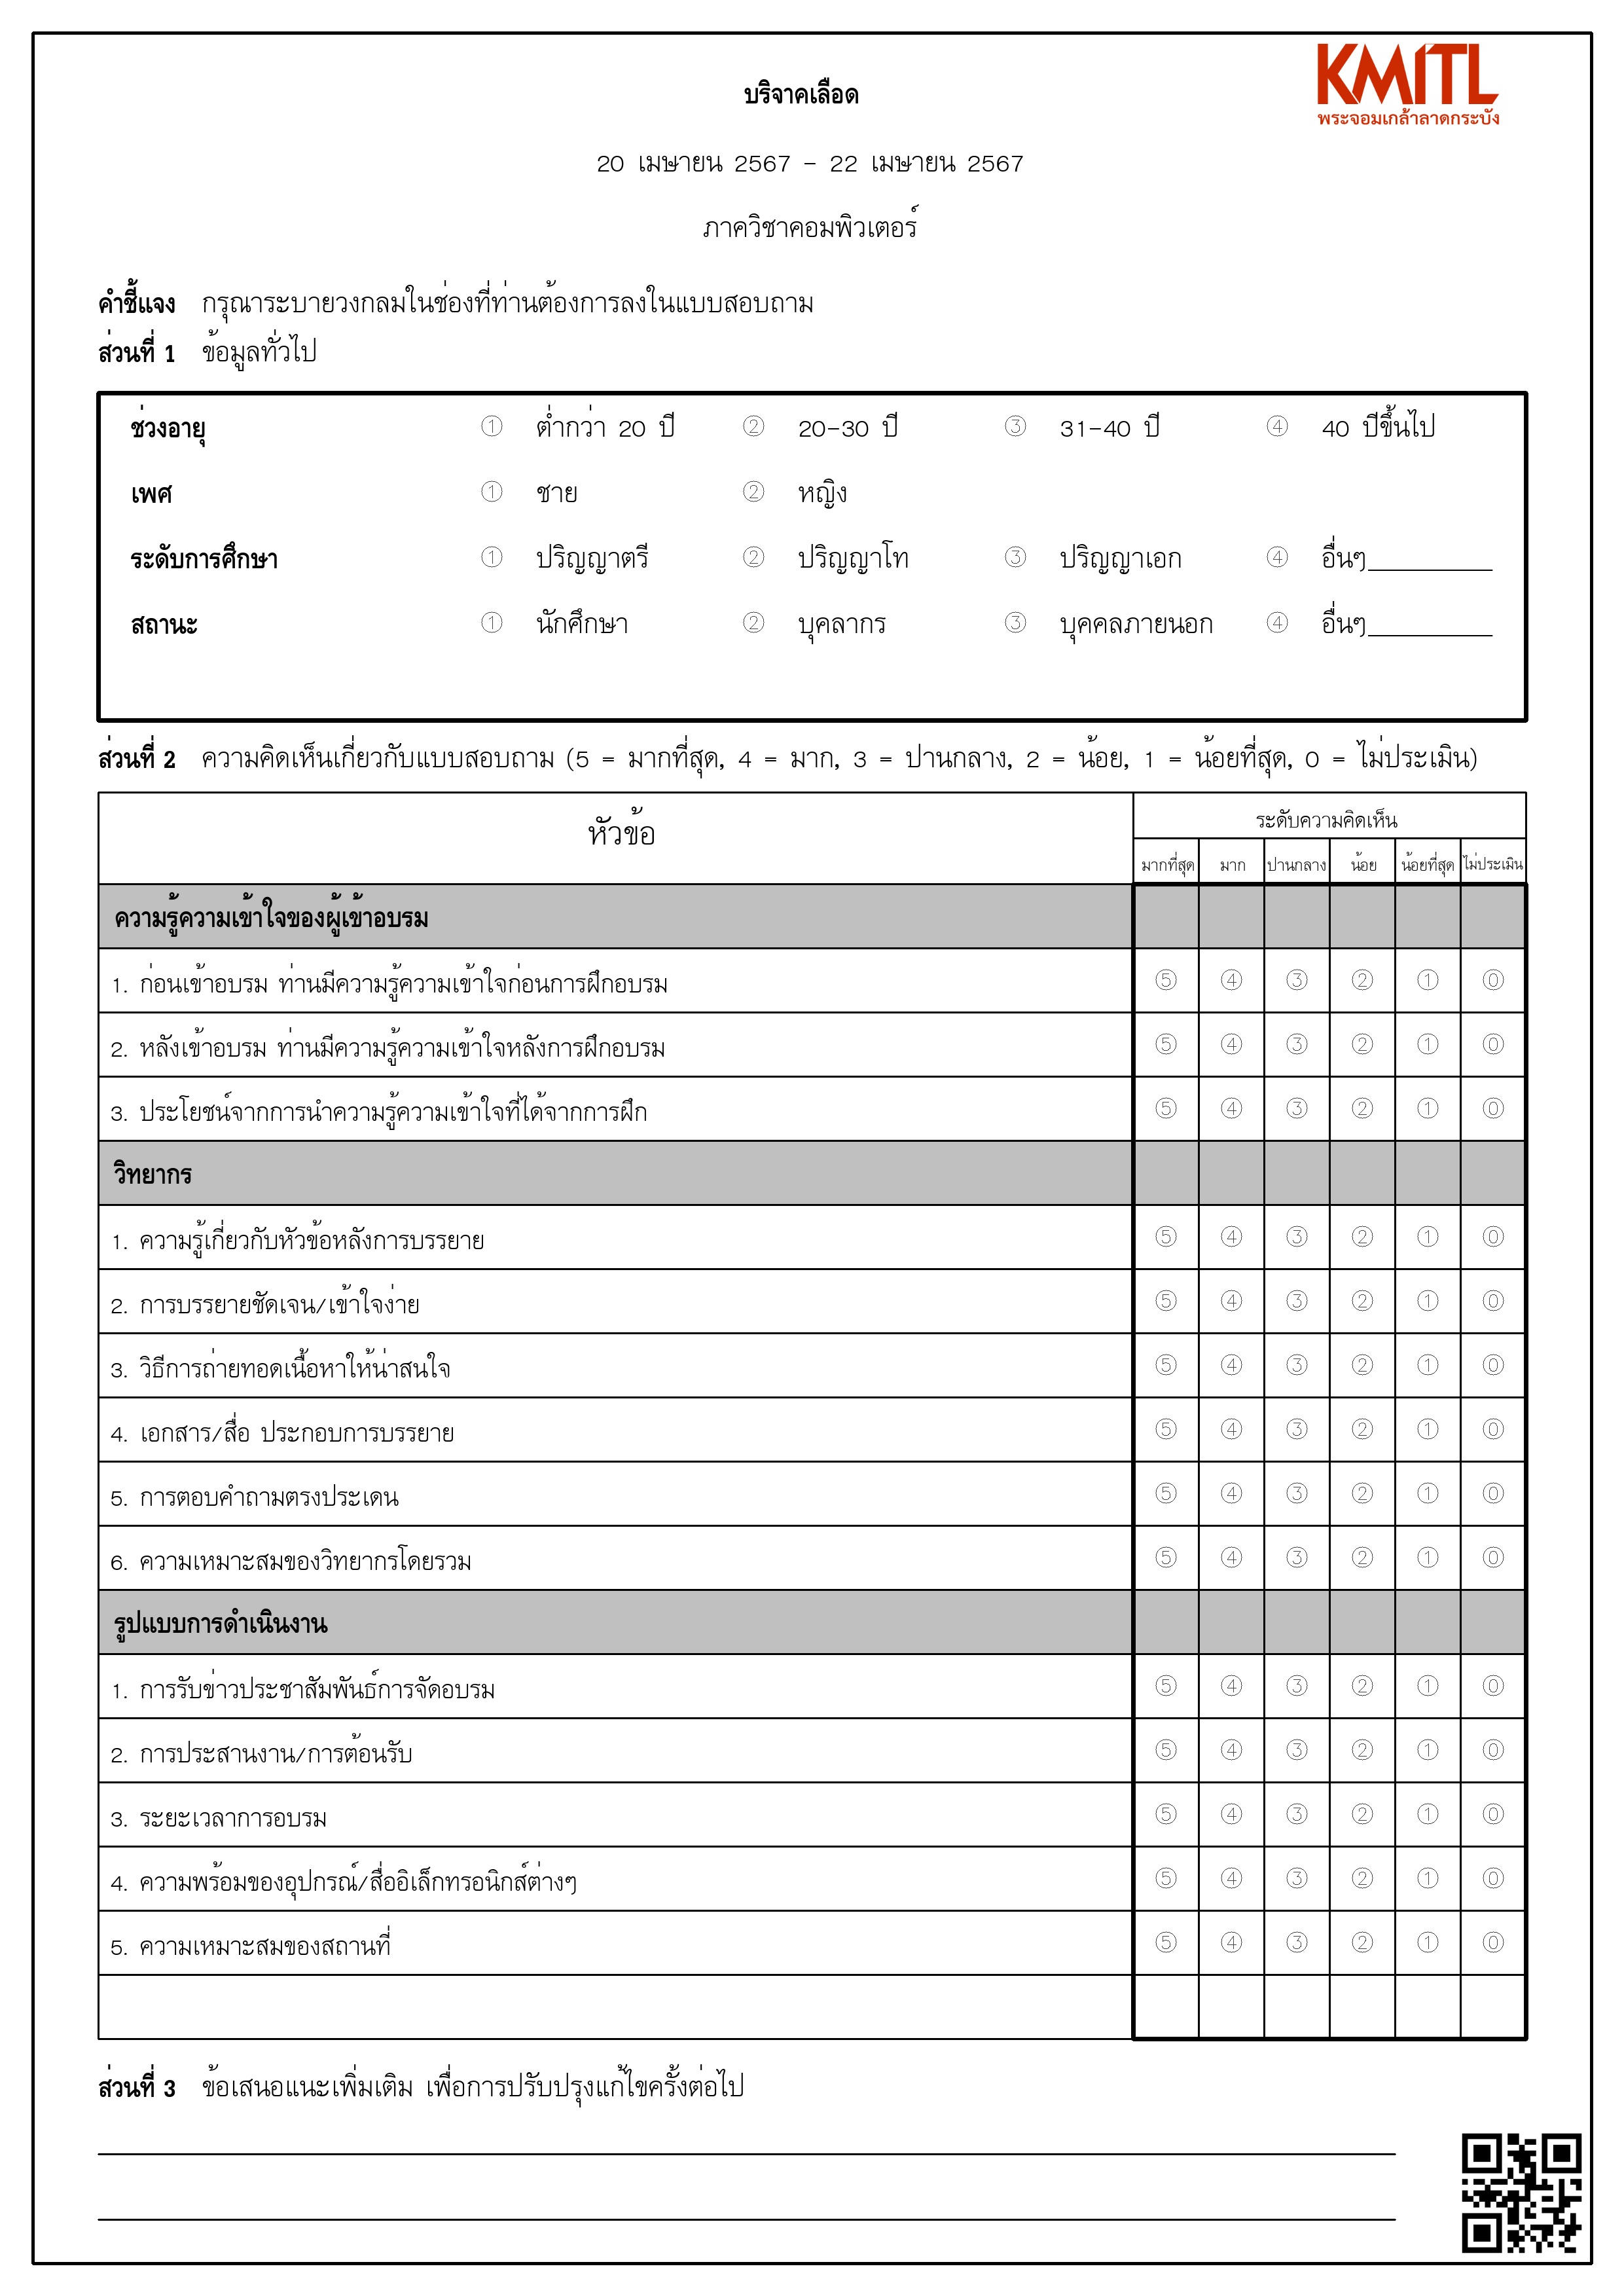 KMITL
พระจอมเกล้าลาดกระบัง
บริจาคเลือด
20 เมษายน 2567 - 22 เมษายน 2567
ภาควิชาคอมพิวเตอร์
คำชี้แจง กรุณาระบายวงกลมในช่องที่ท่านต้องการลงในแบบสอบถาม
ส่วนที่ 1 ข้อมูลทั่วไป
ช่วงอายุ ① ต่ำกว่า 20 ปี ② 20-30 ปี ③ 31-40 ปี ④ 40 ปีขึ้นไป
เพศ ① ชาย ② หญิง
ระดับการศึกษา ① ปริญญาตรี ② ปริญญาโท ③ ปริญญาเอก ④ อื่นๆ_________
สถานะ ① นักศึกษา ② บุคลากร ③ บุคคลภายนอก ④ อื่นๆ_________
ส่วนที่ 2 ความคิดเห็นเกี่ยวกับแบบสอบถาม (5 = มากที่สุด, 4 = มาก, 3 = ปานกลาง, 2 = น้อย, 1 = น้อยที่สุด, 0 = ไม่ประเมิน)
หัวข้อ ระดับความคิดเห็น
มากที่สุด มาก ปานกลาง น้อย น้อยที่สุด ไม่ประเมิน
ความรู้ความเข้าใจของผู้เข้าอบรม
1. ก่อนเข้าอบรม ท่านมีความรู้ความเข้าใจก่อนการฝึกอบรม ⑤ ④ ③ ② ① ⓪
2. หลังเข้าอบรม ท่านมีความรู้ความเข้าใจหลังการฝึกอบรม ⑤ ④ ③ ② ① ⓪
3. ประโยชน์จากการนำความรู้ความเข้าใจที่ได้จากการฝึก ⑤ ④ ③ ② ① ⓪
วิทยากร
1. ความรู้เกี่ยวกับหัวข้อหลังการบรรยาย ⑤ ④ ③ ② ① ⓪
2. การบรรยายชัดเจน/เข้าใจง่าย ⑤ ④ ③ ② ① ⓪
3. วิธีการถ่ายทอดเนื้อหาให้น่าสนใจ ⑤ ④ ③ ② ① ⓪
4. เอกสาร/สื่อ ประกอบการบรรยาย ⑤ ④ ③ ② ① ⓪
5. การตอบคำถามตรงประเดน ⑤ ④ ③ ② ① ⓪
6. ความเหมาะสมของวิทยากรโดยรวม ⑤ ④ ③ ② ① ⓪
รูปแบบการดำเนินงาน
1. การรับข่าวประชาสัมพันธ์การจัดอบรม ⑤ ④ ③ ② ① ⓪
2. การประสานงาน/การต้อนรับ ⑤ ④ ③ ② ① ⓪
3. ระยะเวลาการอบรม ⑤ ④ ③ ② ① ⓪
4. ความพร้อมของอุปกรณ์/สื่ออิเล็กทรอนิกส์ต่างๆ ⑤ ④ ③ ② ① ⓪
5. ความเหมาะสมของสถานที่ ⑤ ④ ③ ② ① ⓪
ส่วนที่ 3 ข้อเสนอแนะเพิ่มเติม เพื่อการปรับปรุงแก้ไขครั้งต่อไป